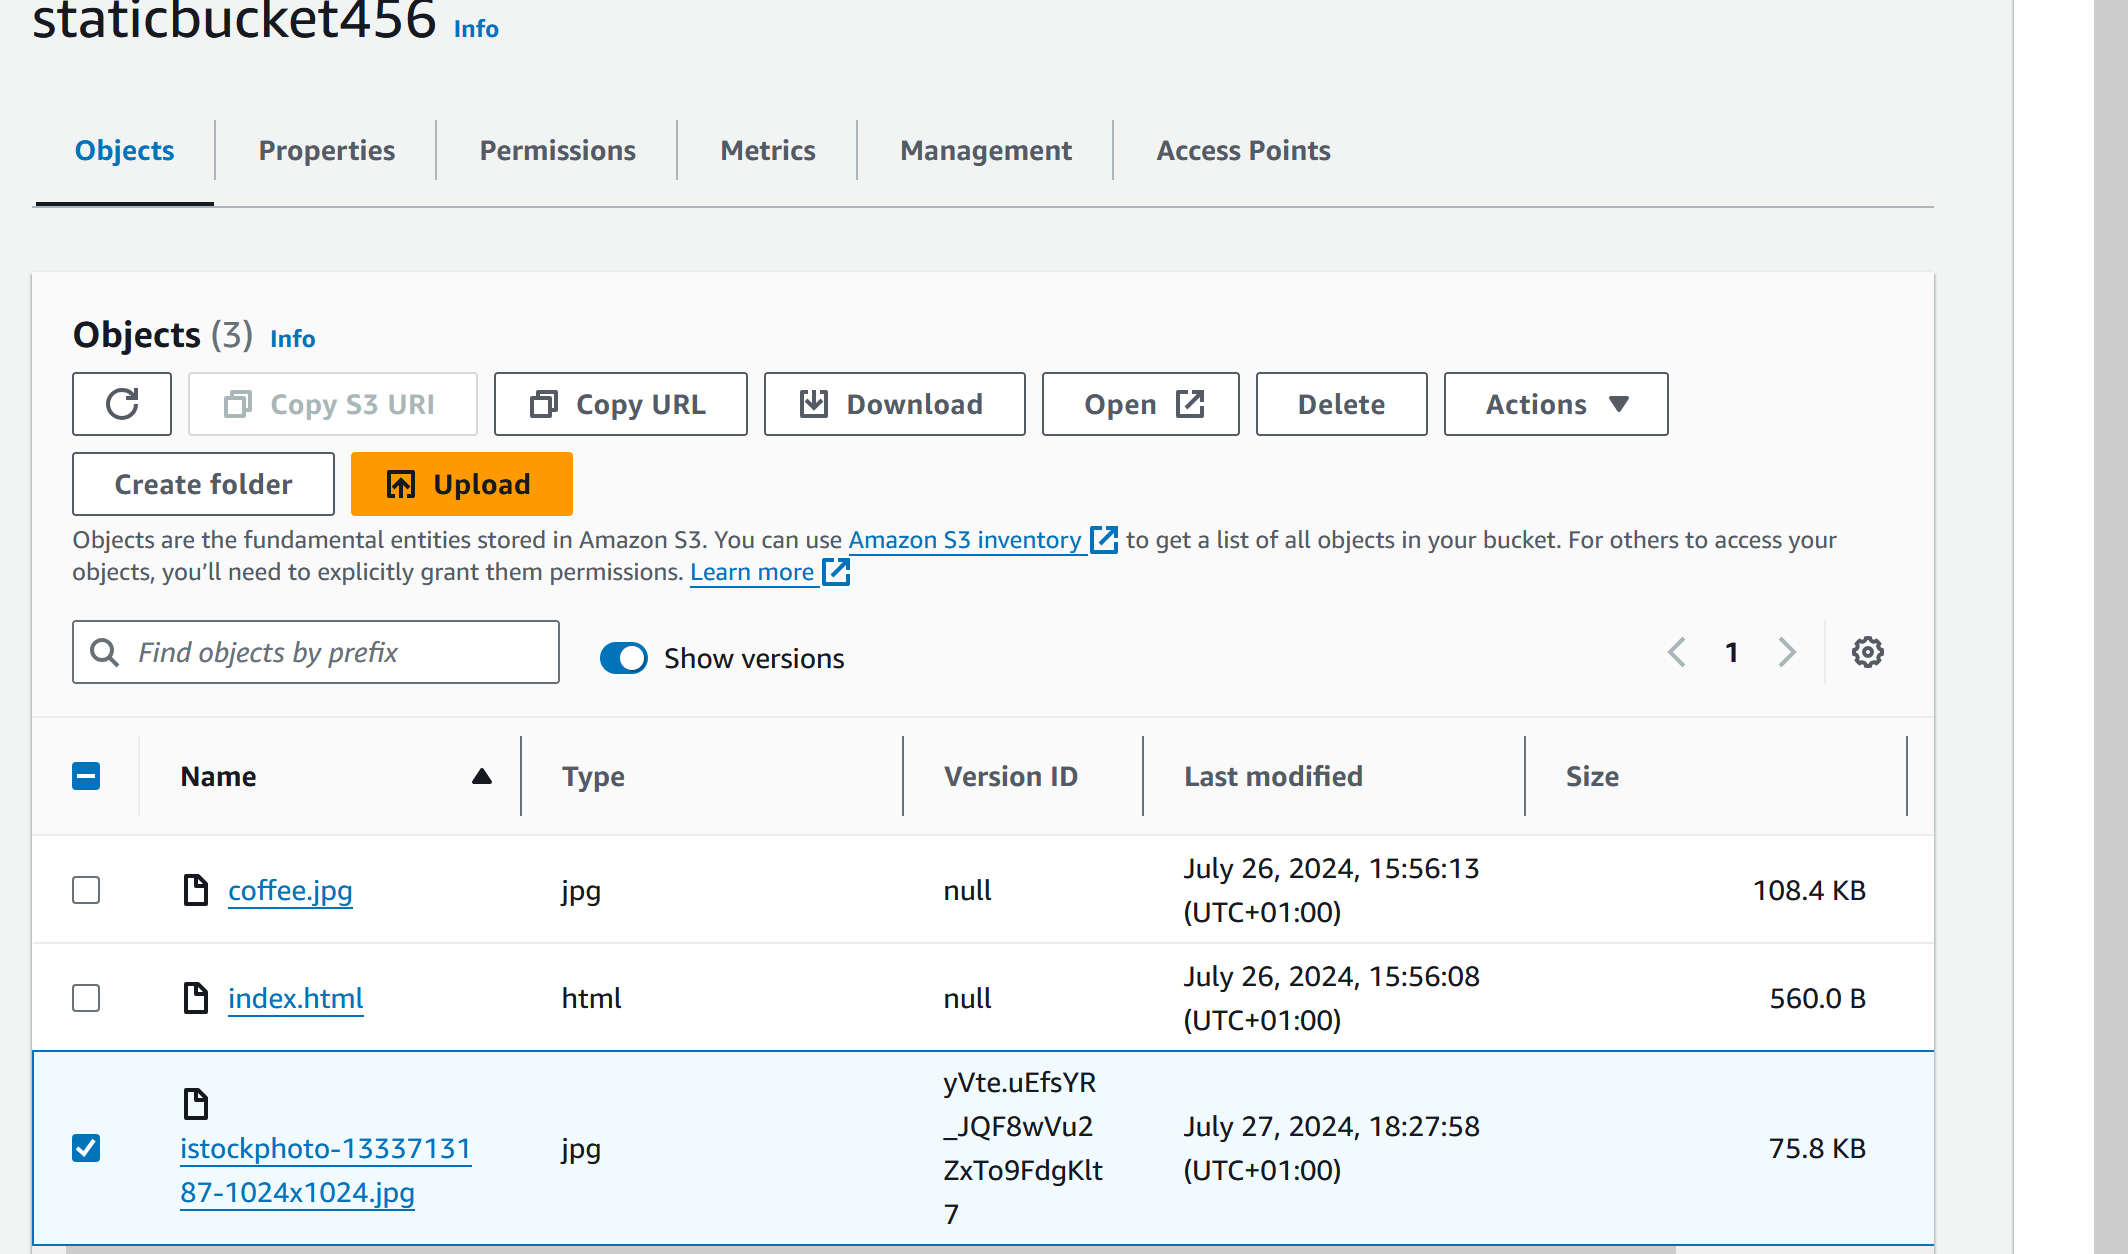 staticbucket456 Info
Objects Properties Permissions Metrics Management Access Points
Objects (3) Info
Copy S3 URI Copy URL Download Open Delete Actions
Create folder Upload
Objects are the fundamental entities stored in Amazon S3. You can use Amazon S3 inventory to get a list of all objects in your bucket. For others to access your
objects, you’ll need to explicitly grant them permissions. Learn more
Find objects by prefix Show versions 1
Name Type Version ID Last modified Size
coffee.jpg jpg null July 26, 2024, 15:56:13 (UTC+01:00) 108.4 KB
index.html html null July 26, 2024, 15:56:08 (UTC+01:00) 560.0 B
istockphoto-13337131
87-1024x1024.jpg
jpg
yVte.uEfsYR
_JQF8wVu2
ZxTo9FdgKlt
7
July 27, 2024, 18:27:58
(UTC+01:00)
75.8 KB